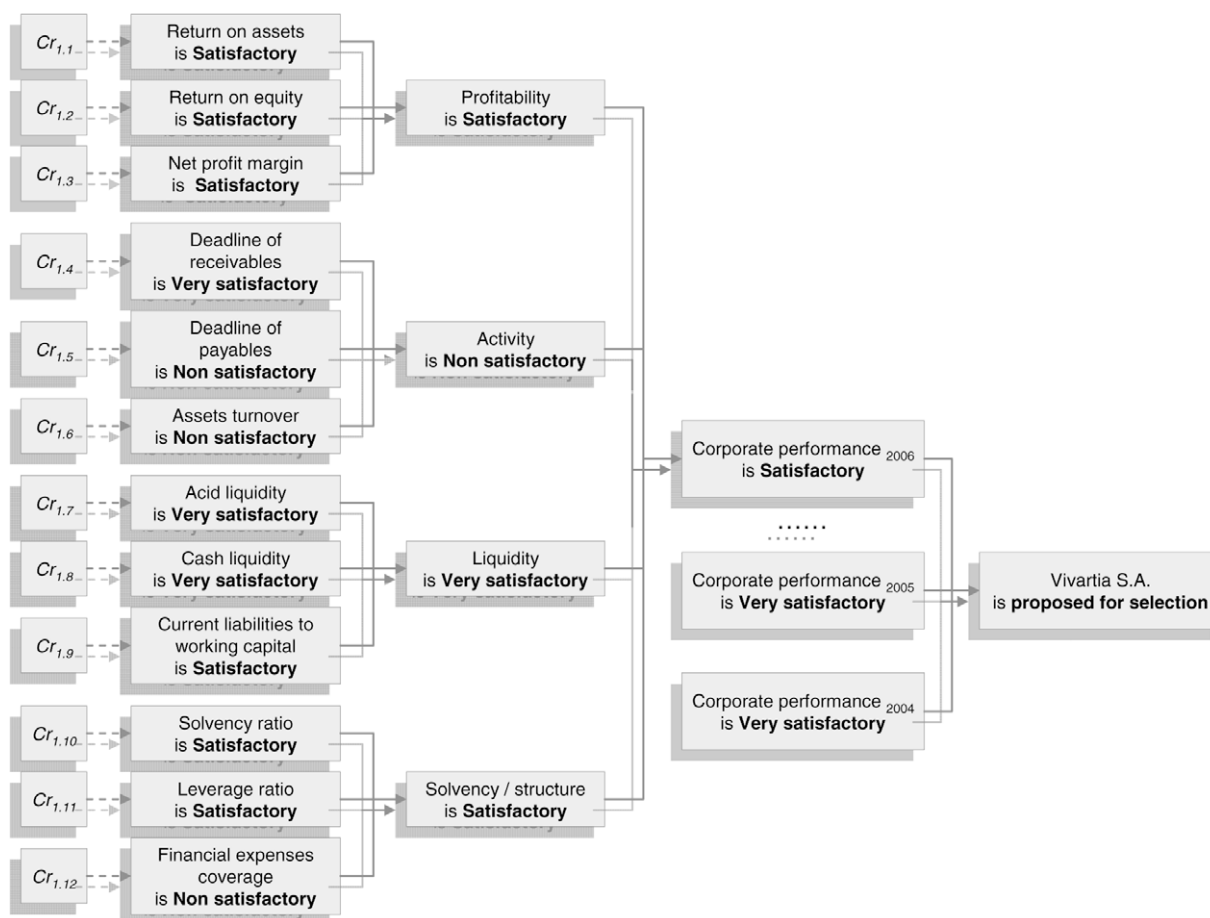 Cr1.1
Return on assets
is Satisfactory
Cr1.2
Return on equity
is Satisfactory
Cr1.3
Net profit margin
is Satisfactory
Profitability
is Satisfactory
Cr1.4
Deadline of
receivables
is Very satisfactory
Cr1.5
Deadline of
payables
is Non satisfactory
Cr1.6
Assets turnover
is Non satisfactory
Activity
is Non satisfactory
Cr1.7
Acid liquidity
is Very satisfactory
Cr1.8
Cash liquidity
is Very satisfactory
Cr1.9
Current liabilities to
working capital
is Satisfactory
Liquidity
is Very satisfactory
Cr1.10
Solvency ratio
is Satisfactory
Cr1.11
Leverage ratio
is Satisfactory
Cr1.12
Financial expenses
coverage
is Non satisfactory
Solvency / structure
is Satisfactory
Corporate performance 2006
is Satisfactory
......
Corporate performance 2005
is Very satisfactory
Corporate performance 2004
is Very satisfactory
Vivartia S.A.
is proposed for selection